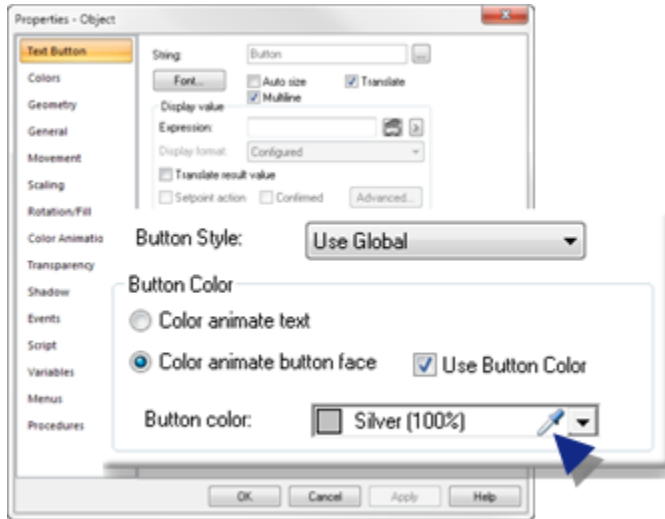 Properties - Object
Text Button
Colors
Geometry
General
Movement
Scaling
Rotation/Fill
Color Animatio
Transparency
Shadow
Events
Script
Variables
Menus
Procedures
String: Button ...
Font... Auto size Translate
Multiline
Display value
Expression: >
Display format: Configured
Translate result value
Setpoint action Confirmed Advanced...
Button Style: Use Global
Button Color
Color animate text
Color animate button face Use Button Color
Button color: Silver (100%)
OK Cancel Apply Help